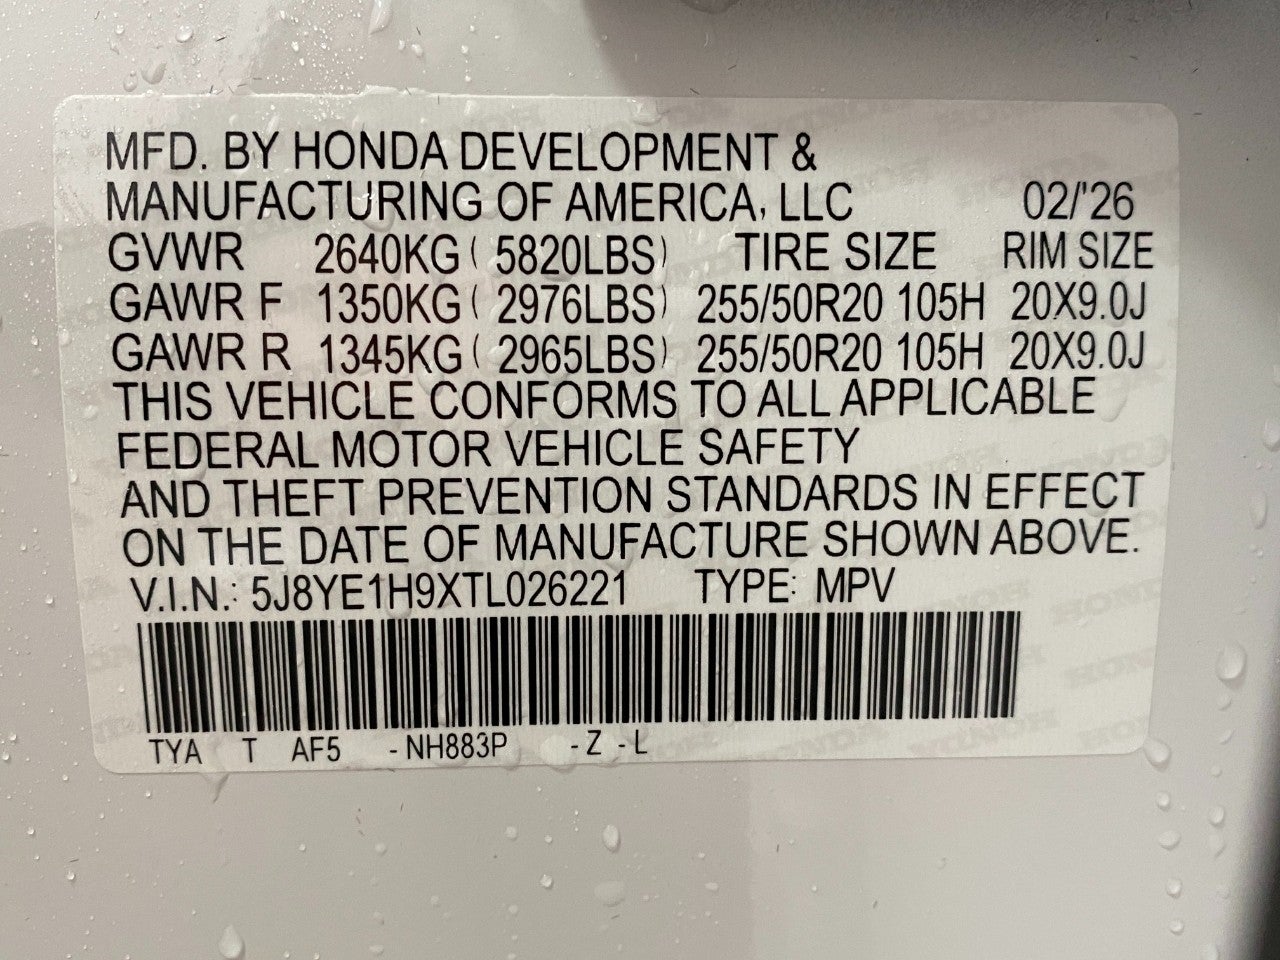 MFD. BY HONDA DEVELOPMENT &
MANUFACTURING OF AMERICA, LLC 02/'26
GVWR 2640KG ( 5820LBS) TIRE SIZE RIM SIZE
GAWR F 1350KG ( 2976LBS) 255/50R20 105H 20X9.0J
GAWR R 1345KG ( 2965LBS) 255/50R20 105H 20X9.0J
THIS VEHICLE CONFORMS TO ALL APPLICABLE
FEDERAL MOTOR VEHICLE SAFETY
AND THEFT PREVENTION STANDARDS IN EFFECT
ON THE DATE OF MANUFACTURE SHOWN ABOVE.
V.I.N.: 5J8YE1H9XTL026221 TYPE: MPV
TYA T AF5 -NH883P -Z -L